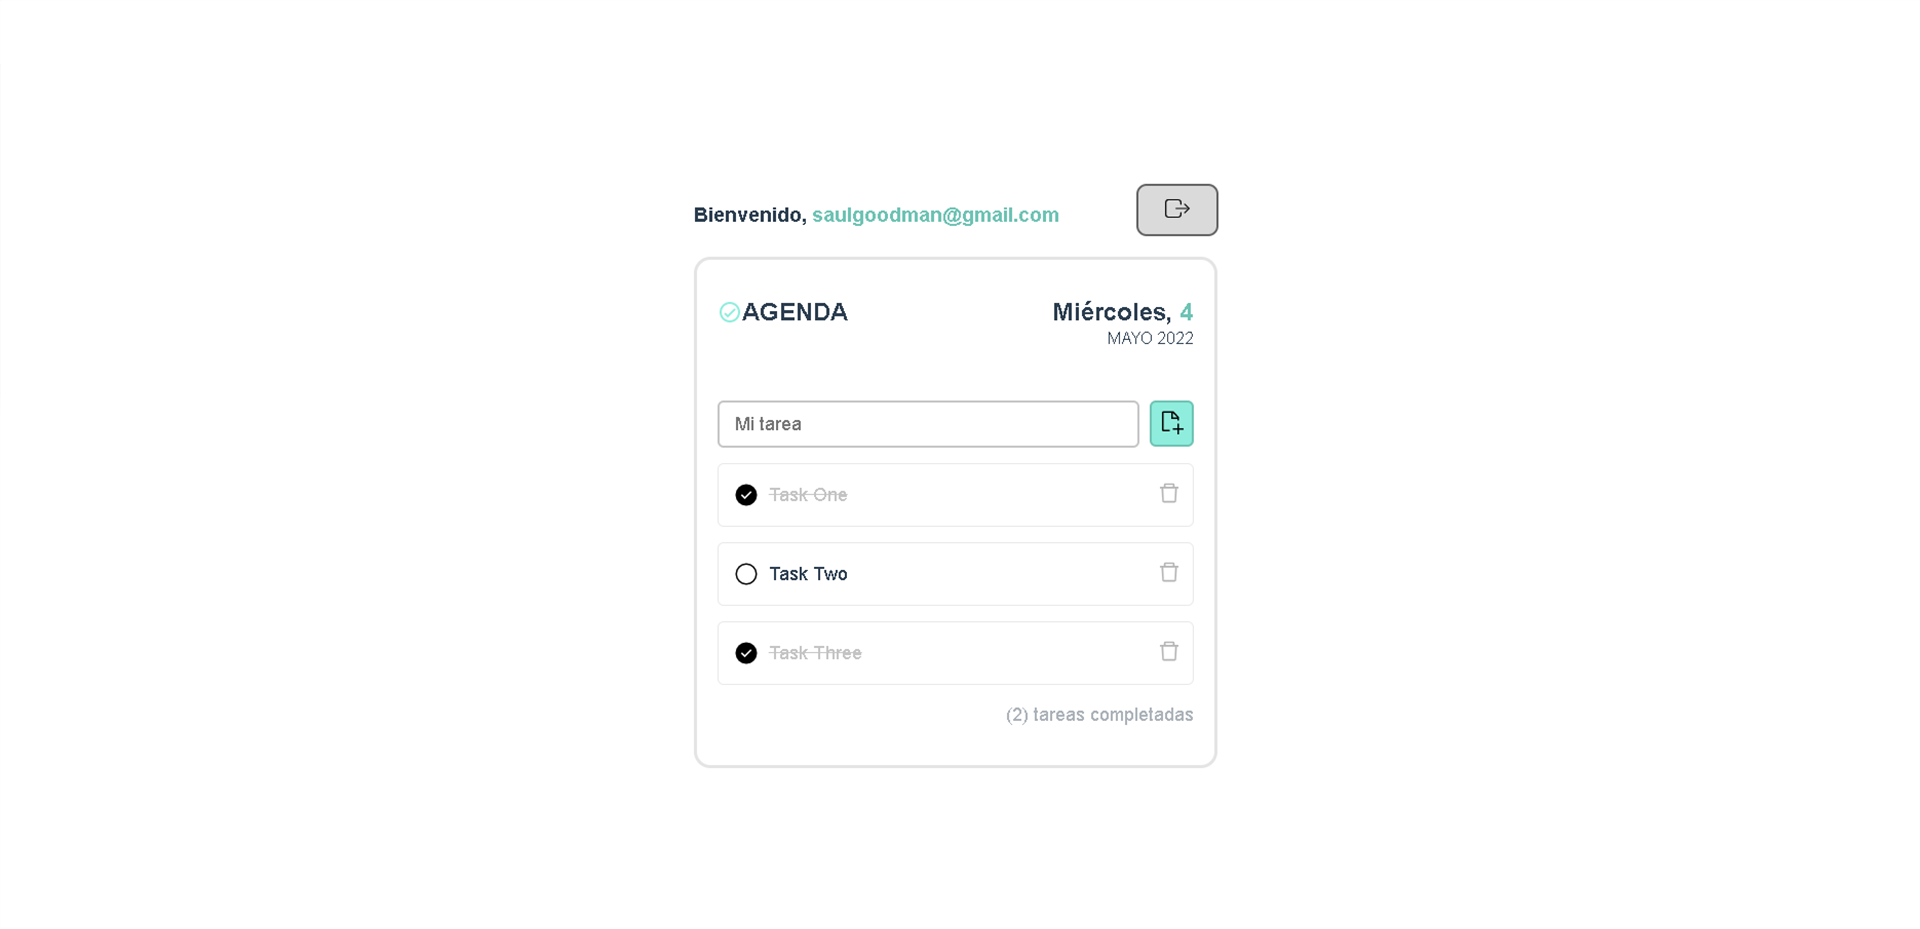 Bienvenido, saulgoodman@gmail.com
AGENDA
Miércoles, 4
MAYO 2022
Mi tarea
Task One
Task Two
Task Three
(2) tareas completadas